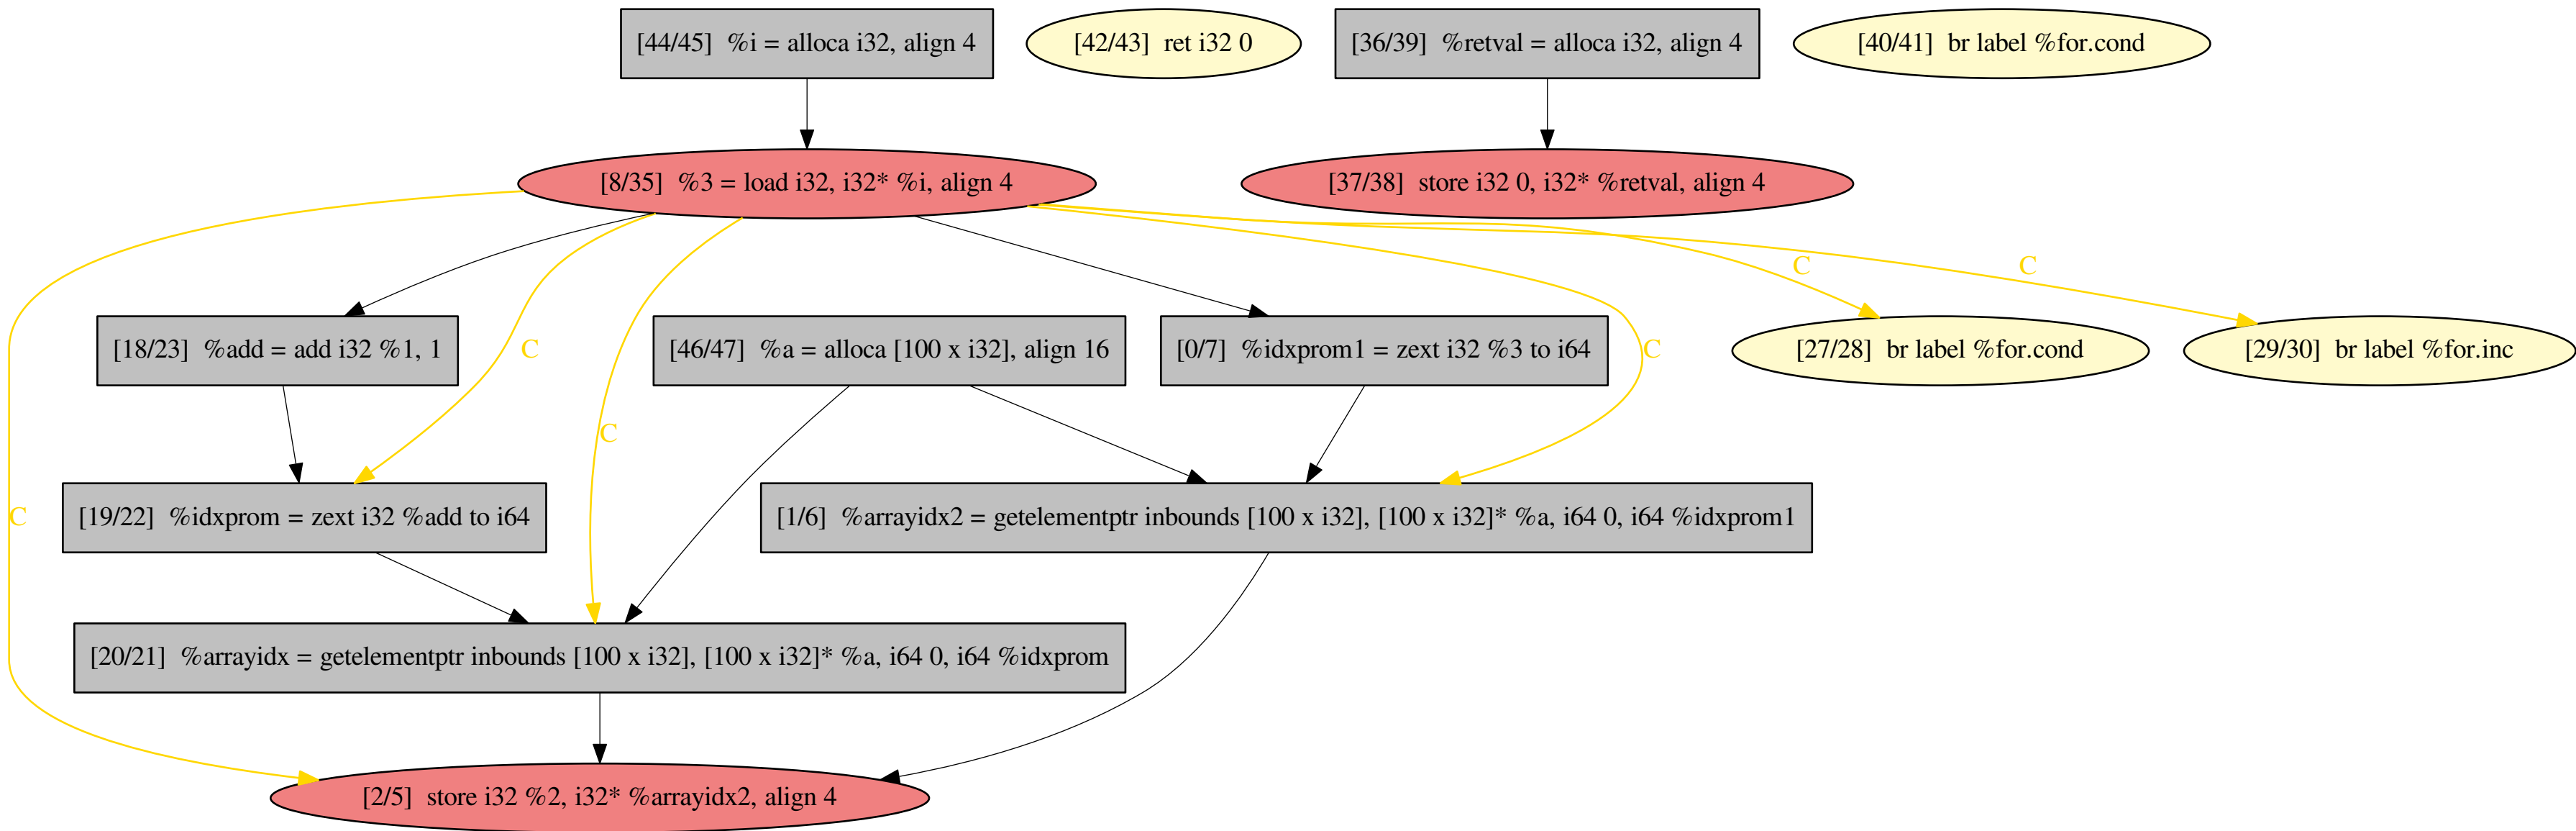 [44/45]  %i = alloca i32, align 4
[42/43]  ret i32 0
[36/39]  %retval = alloca i32, align 4
[40/41]  br label %for.cond
[8/35]  %3 = load i32, i32* %i, align 4
[37/38]  store i32 0, i32* %retval, align 4
C
C
[18/23]  %add = add i32 %1, 1
C
[46/47]  %a = alloca [100 x i32], align 16
[0/7]  %idxprom1 = zext i32 %3 to i64
C
[27/28]  br label %for.cond
[29/30]  br label %for.inc
C
C
[19/22]  %idxprom = zext i32 %add to i64
[1/6]  %arrayidx2 = getelementptr inbounds [100 x i32], [100 x i32]* %a, i64 0, i64 %idxprom1
[20/21]  %arrayidx = getelementptr inbounds [100 x i32], [100 x i32]* %a, i64 0, i64 %idxprom
[2/5]  store i32 %2, i32* %arrayidx2, align 4